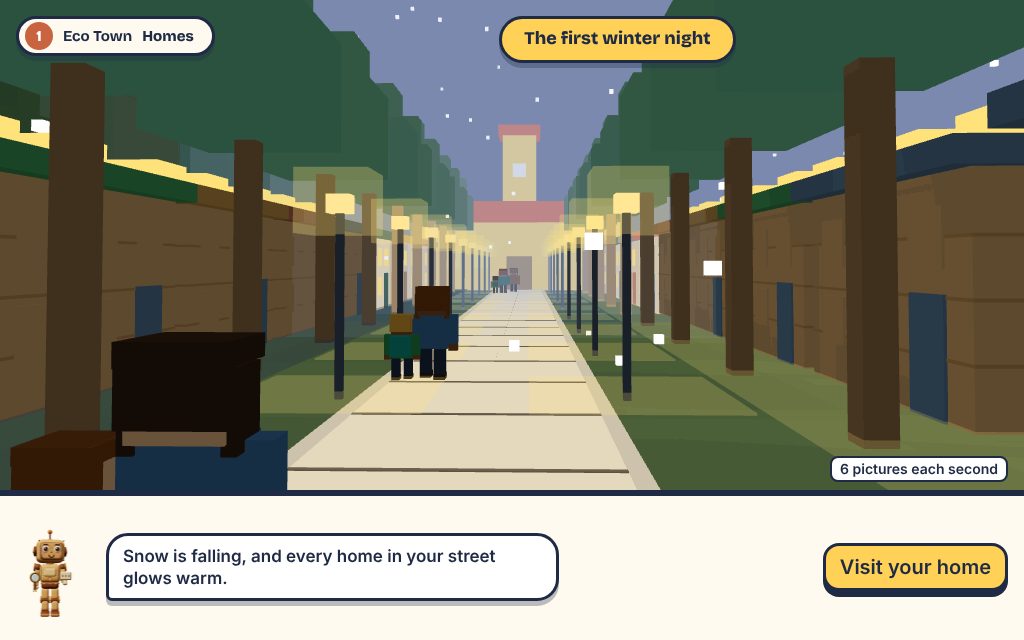 1 Eco Town Homes
The first winter night
6 pictures each second
Snow is falling, and every home in your street
glows warm.
Visit your home